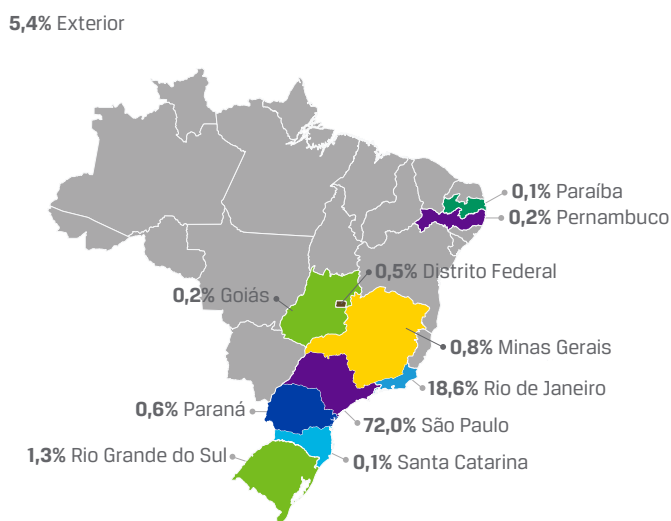 5,4% Exterior
0,1% Paraíba
0,2% Pernambuco
0,5% Distrito Federal
0,2% Goiás
0,8% Minas Gerais
18,6% Rio de Janeiro
0,6% Paraná
72,0% São Paulo
1,3% Rio Grande do Sul
0,1% Santa Catarina